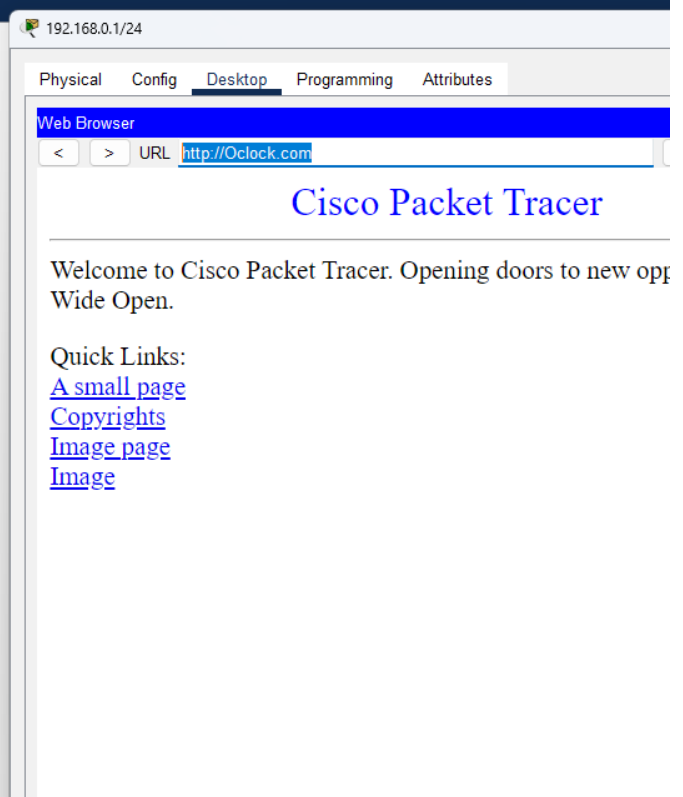 192.168.0.1/24
Physical Config Desktop Programming Attributes
Web Browser
< > URL http://Oclock.com
Cisco Packet Tracer
Welcome to Cisco Packet Tracer. Opening doors to new opp
Wide Open.
Quick Links:
A small page
Copyrights
Image page
Image